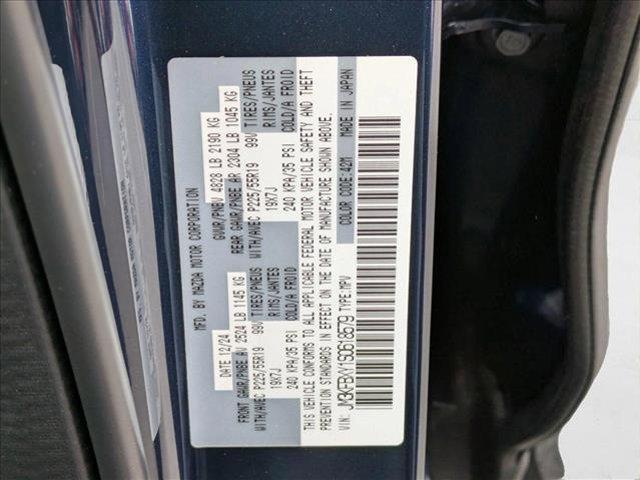 MFD. BY MAZDA MOTOR CORPORATION
DATE 12/24 GVWR/PNBV 4828 LB 2190 KG
FRONT GAWR/PNBE AV 2524 LB 1145 KG REAR GAWR/PNBE AR 2304 LB 1045 KG
WITH/AVEC P225/55R19 99V TIRES/PNEUS WITH/AVEC P225/55R19 99V TIRES/PNEUS
19X7J RIMS/JANTES 19X7J RIMS/JANTES
240 KPA/35 PSI COLD/A FROID 240 KPA/35 PSI COLD/A FROID
THIS VEHICLE CONFORMS TO ALL APPLICABLE FEDERAL MOTOR VEHICLE SAFETY AND THEFT
PREVENTION STANDARDS IN EFFECT ON THE DATE OF MANUFACTURE SHOWN ABOVE.
VIN: TYPE:MPV COLOR CODE:42M MADE IN JAPAN